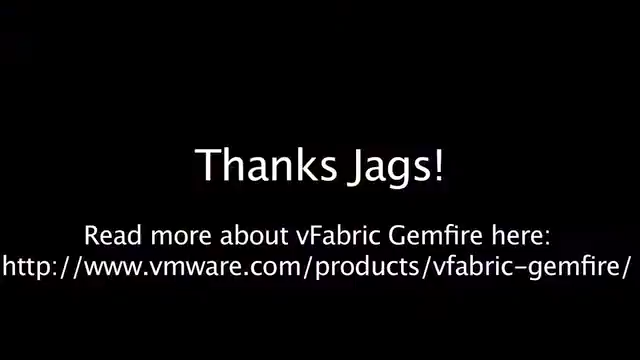 Thanks Jags!
Read more about vFabric Gemfire here:
http://www.vmware.com/products/vfabric-gemfire/